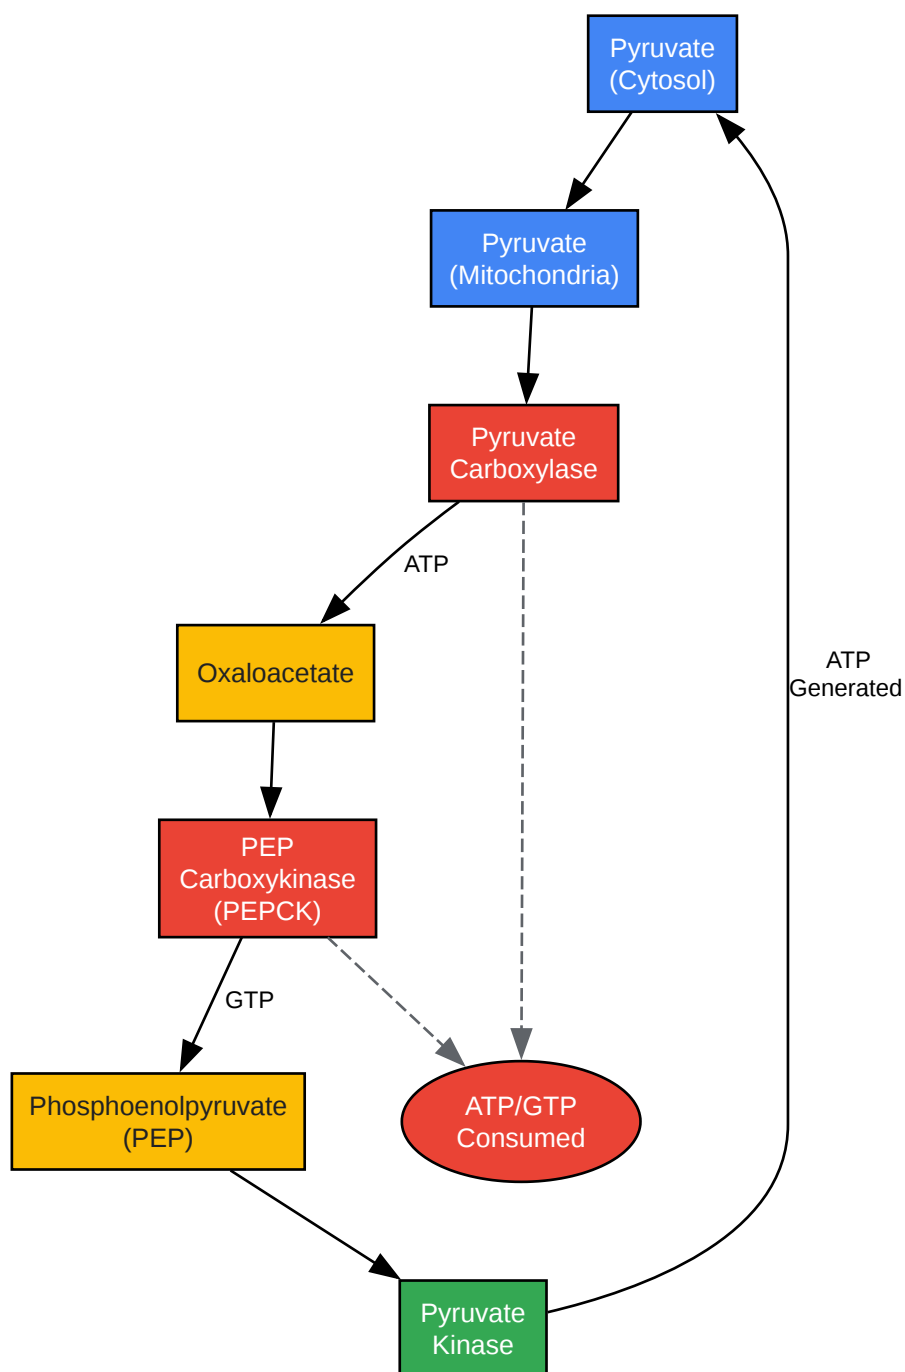 Pyruvate
(Cytosol)
Pyruvate
(Mitochondria)
Pyruvate
Carboxylase
ATP
Oxaloacetate
ATP
Generated
PEP
Carboxykinase
(PEPCK)
GTP
Phosphoenolpyruvate
(PEP)
ATP/GTP
Consumed
Pyruvate
Kinase